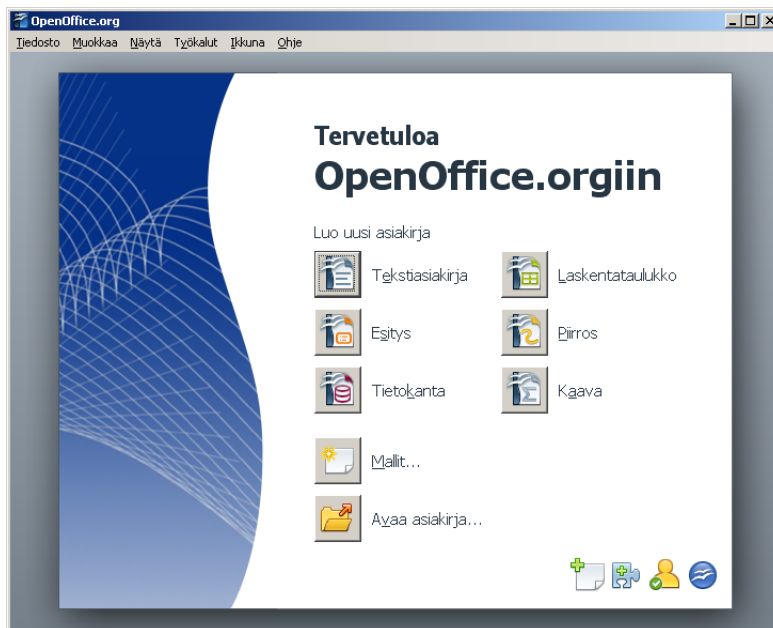 OpenOffice.org
Tiedosto Muokkaa Näytä Työkalut Ikkuna Ohje
Tervetuloa
OpenOffice.orgiin
Luo uusi asiakirja
Tekstiasiakirja Laskentataulukko
Esitys Piirros
Tietokanta Kaava
Mallit...
Avaa asiakirja...